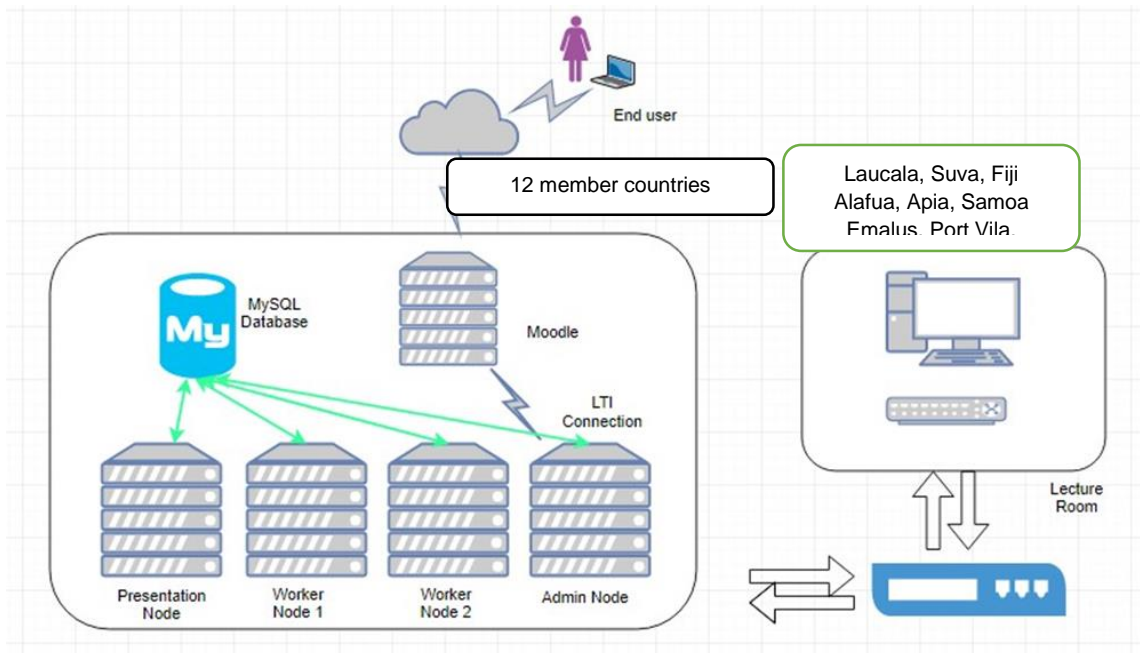 End user
12 member countries
Laucala, Suva, Fiji
Alafua, Apia, Samoa
Emalus, Port Vila,
MySQL
Database
My
Moodle
LTI
Connection
Presentation
Node
Worker
Node 1
Worker
Node 2
Admin Node
Lecture
Room